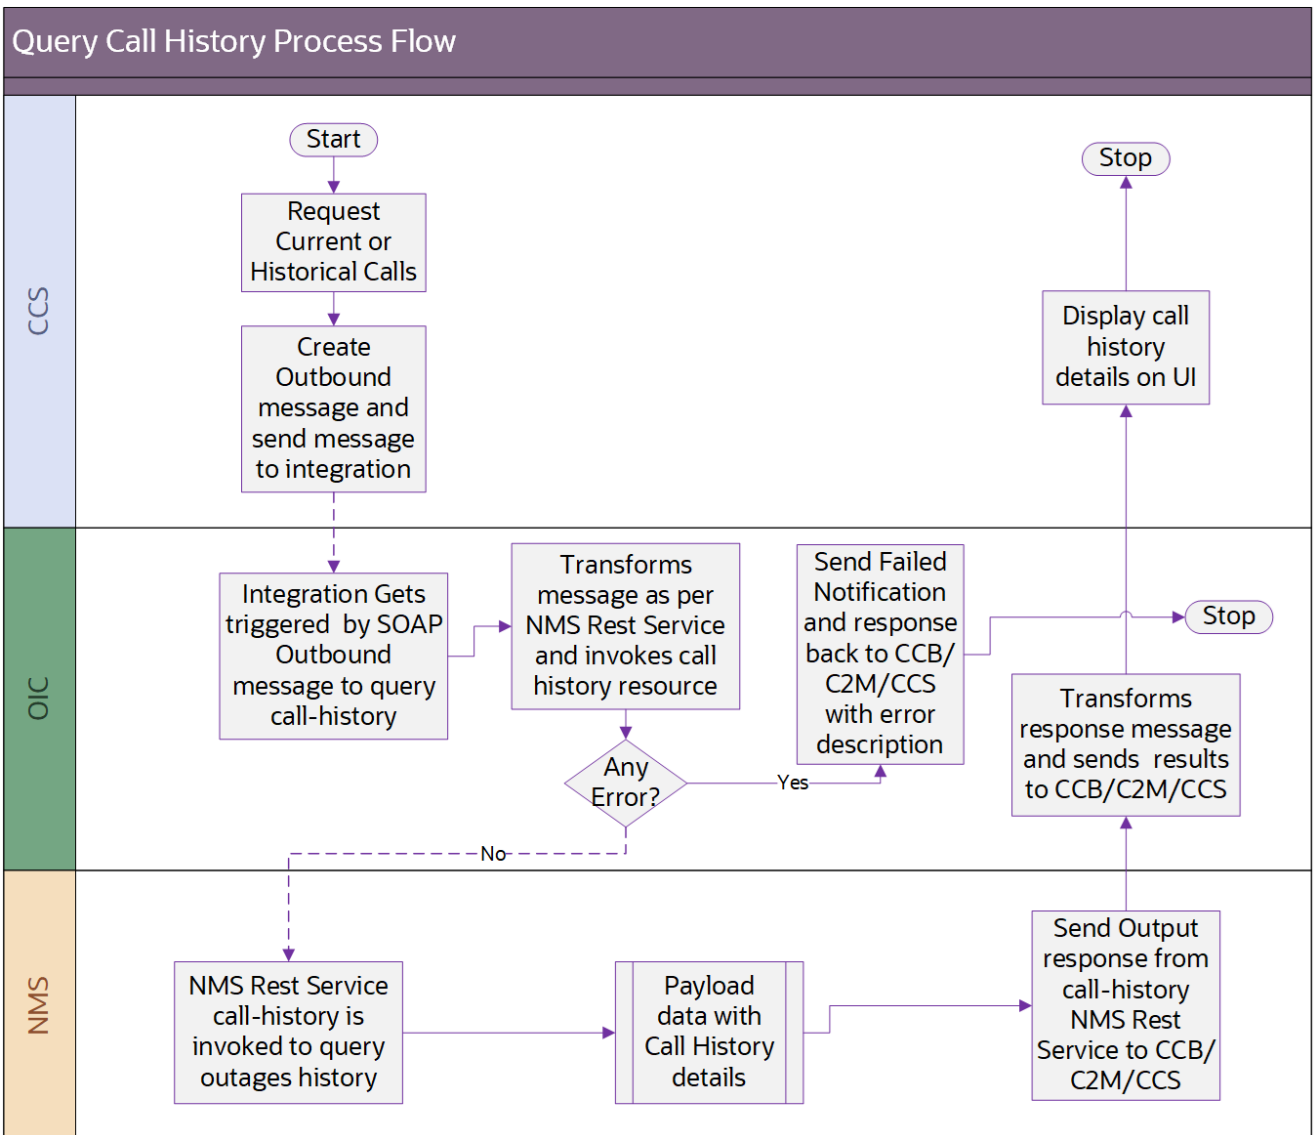 Query Call History Process Flow
CCS
Start
Request
Current or
Historical Calls
Create
Outbound
message and
send message
to integration
Stop
Display call
history
details on UI
OIC
Integration Gets
triggered  by SOAP
Outbound
message to query
call-history
Transforms
message as per
NMS Rest Service
and invokes call
history resource
Any
Error?
Yes
No
Send Failed
Notification
and response
back to CCB/
C2M/CCS
with error
description
Stop
Transforms
response message
and sends  results
to CCB/C2M/CCS
NMS
NMS Rest Service
call-history is
invoked to query
outages history
Payload
data with
Call History
details
Send Output
response from
call-history
NMS Rest
Service to CCB/
C2M/CCS